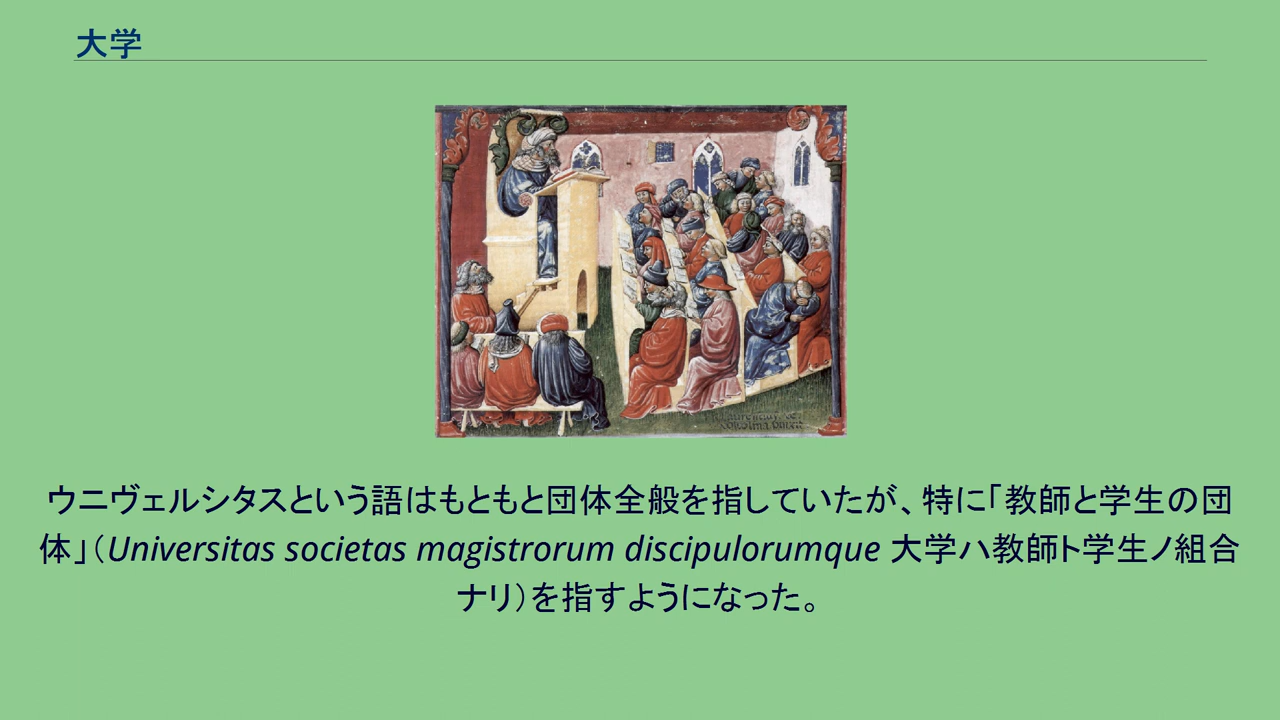 大学
ウニヴェルシタスという語はもともと団体全般を指していたが、特に「教師と学生の団
体」（Universitas societas magistrorum discipulorumque 大学ハ教師ト学生ノ組合
ナリ）を指すようになった。